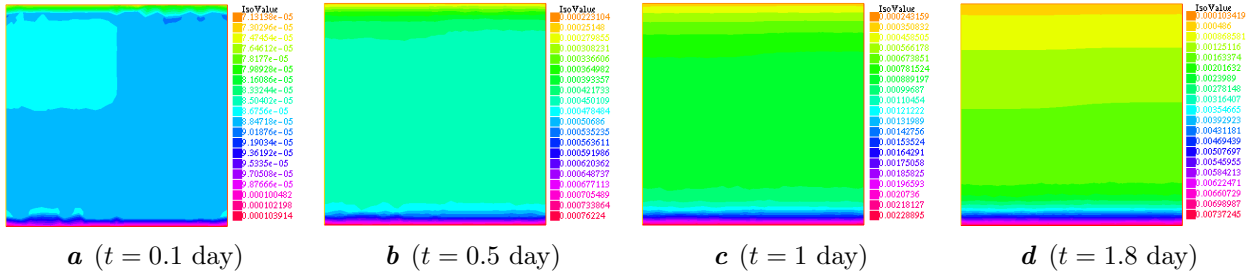 IsoValue
7.13138e-05
7.30296e-05
7.47454e-05
7.64612e-05
7.8177e-05
7.98928e-05
8.16086e-05
8.33244e-05
8.50402e-05
8.6756e-05
8.84718e-05
9.01876e-05
9.19034e-05
9.36192e-05
9.5335e-05
9.70508e-05
9.87666e-05
0.000100482
0.000102198
0.000103914
IsoValue
0.000223104
0.00025148
0.000279855
0.000308231
0.000336606
0.000364982
0.000393357
0.000421733
0.000450109
0.000478484
0.00050686
0.000535235
0.000563611
0.000591986
0.000620362
0.000648737
0.000677113
0.000705489
0.000733864
0.00076224
IsoValue
0.000243159
0.000350832
0.000458505
0.000566178
0.000673851
0.000781524
0.000889197
0.00099687
0.00110454
0.00121222
0.00131989
0.00142756
0.00153524
0.00164291
0.00175058
0.00185825
0.00196593
0.0020736
0.00218127
0.00228895
IsoValue
0.000103419
0.000486
0.000868581
0.00125116
0.00163374
0.00201632
0.0023989
0.00278148
0.00316407
0.00354665
0.00392923
0.00431181
0.00469439
0.00507697
0.00545955
0.00584213
0.00622471
0.00660729
0.00698987
0.00737245
a (t = 0.1 day)
b (t = 0.5 day)
c (t = 1 day)
d (t = 1.8 day)